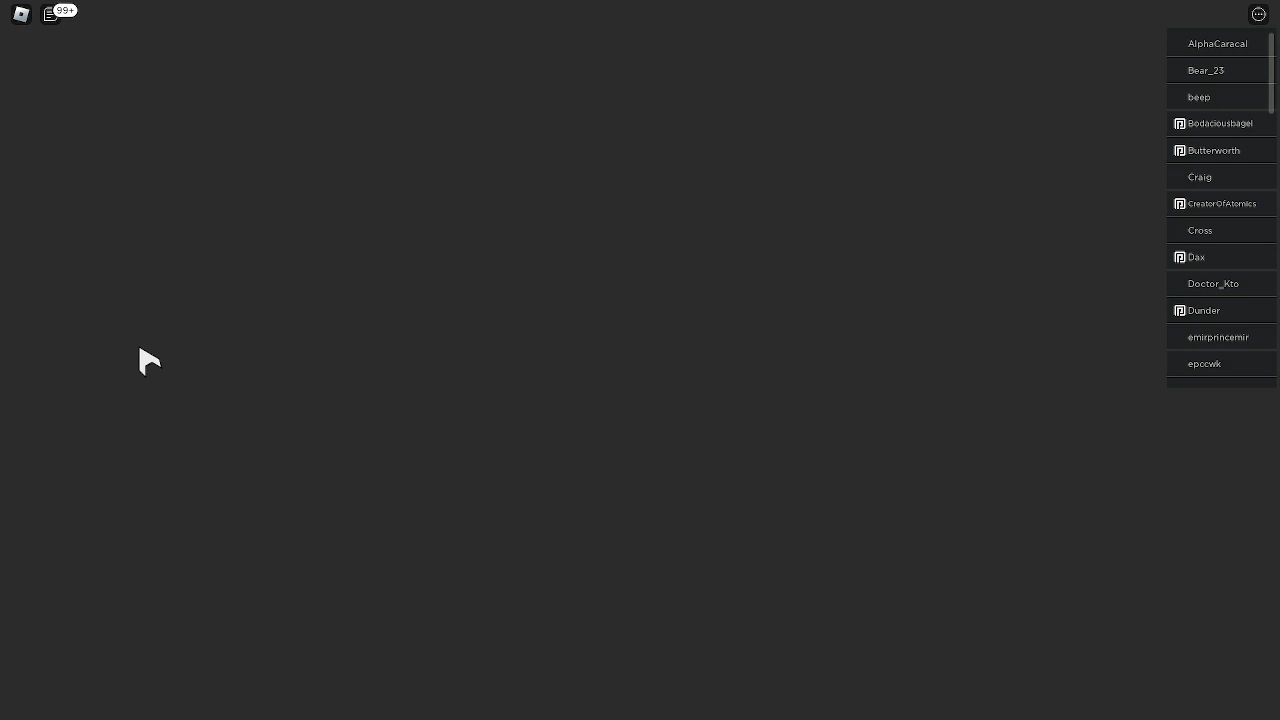 99+
AlphaCaracal
Bear_23
beep
Bodaciousbagel
Butterworth
Craig
CreatorOfAtomics
Cross
Dax
Doctor_Kto
Dunder
emirprincemir
epccwk